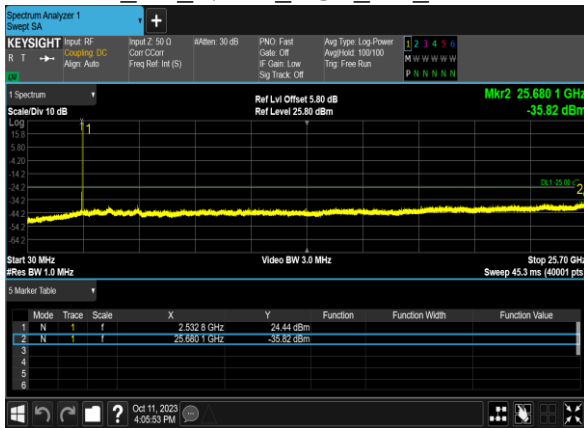 Spectrum Analyzer 1
Swept SA
+
KEYSIGHT Input: RF Input Z: 50 Ω #Atten: 30 dB PNO: Fast Avg Type: Log-Power 1 2 3 4 5 6
R T Coupling: DC Corr CCorr Gate: Off Avg|Hold: 100/100 M W W W W W
Align: Auto Freq Ref: Int (S) IF Gain: Low Trig: Free Run
Sig Track: Off P N N N N N
1 Spectrum Ref Lvl Offset 5.80 dB Mkr2 25.680 1 GHz
Scale/Div 10 dB Ref Level 25.80 dBm -35.82 dBm
Log
15.8
1
5.80
-4.20
-14.2
-24.2
2
-34.2
-44.2
-54.2
-64.2
Start 30 MHz Video BW 3.0 MHz Stop 25.70 GHz
#Res BW 1.0 MHz Sweep 45.3 ms (40001 pts
5 Marker Table
Mode Trace Scale X Y Function Function Width Function Value
1 N 1 f 2.532 8 GHz 24.44 dBm
2 N 1 f 25.680 1 GHz -35.82 dBm
3
4
5
6
? Oct 11, 2023
4:05:53 PM